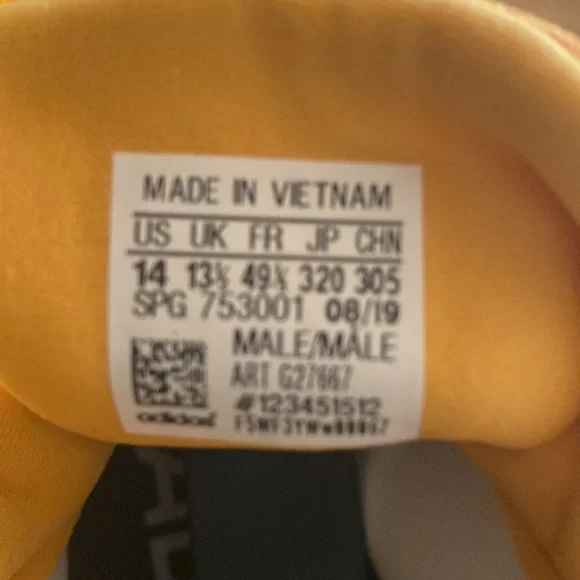 MADE IN VIETNAM
US UK FR JP CHN
14 13½ 49⅓ 320 305
SPG 753001 08/19
MALE/MÂLE
ART G27667
#123451512
adidas